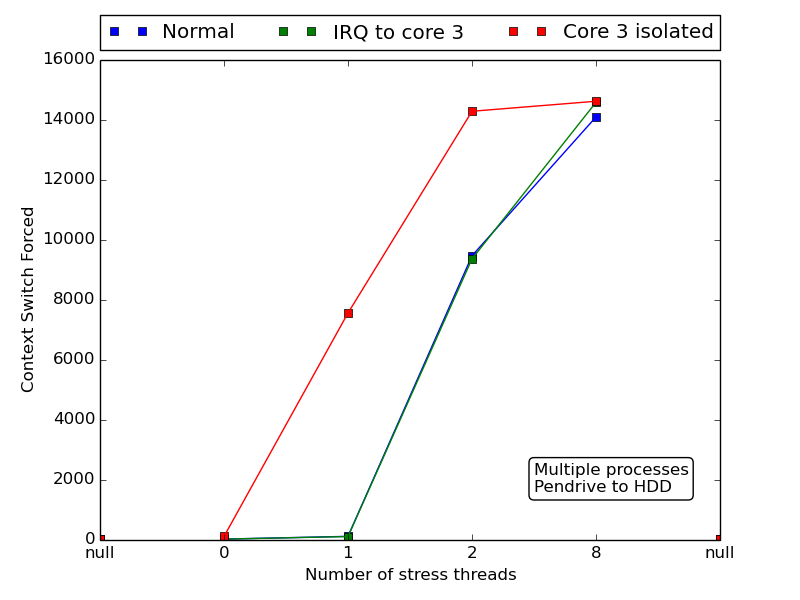 Normal IRQ to core 3 Core 3 isolated
16000
14000
12000
10000
8000
6000
4000
2000
0
Context Switch Forced
Multiple processes
Pendrive to HDD
null 0 1 2 8 null
Number of stress threads